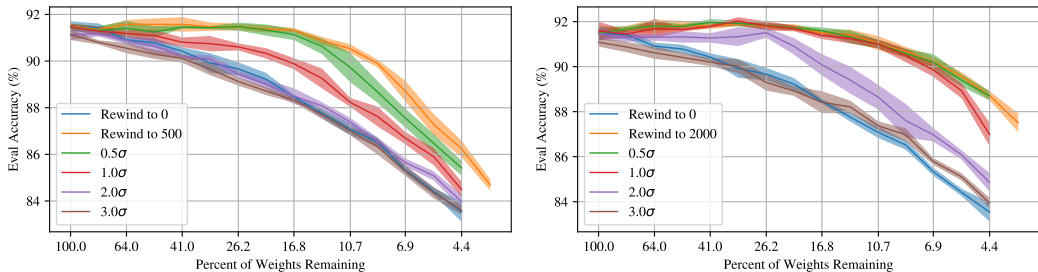 Eval Accuracy (%)
92
90
88
86
84
Rewind to 0
Rewind to 500
0.5σ
1.0σ
2.0σ
3.0σ
100.0 64.0 41.0 26.2 16.8 10.7 6.9 4.4
Percent of Weights Remaining
Eval Accuracy (%)
92
90
88
86
84
Rewind to 0
Rewind to 2000
0.5σ
1.0σ
2.0σ
3.0σ
100.0 64.0 41.0 26.2 16.8 10.7 6.9 4.4
Percent of Weights Remaining